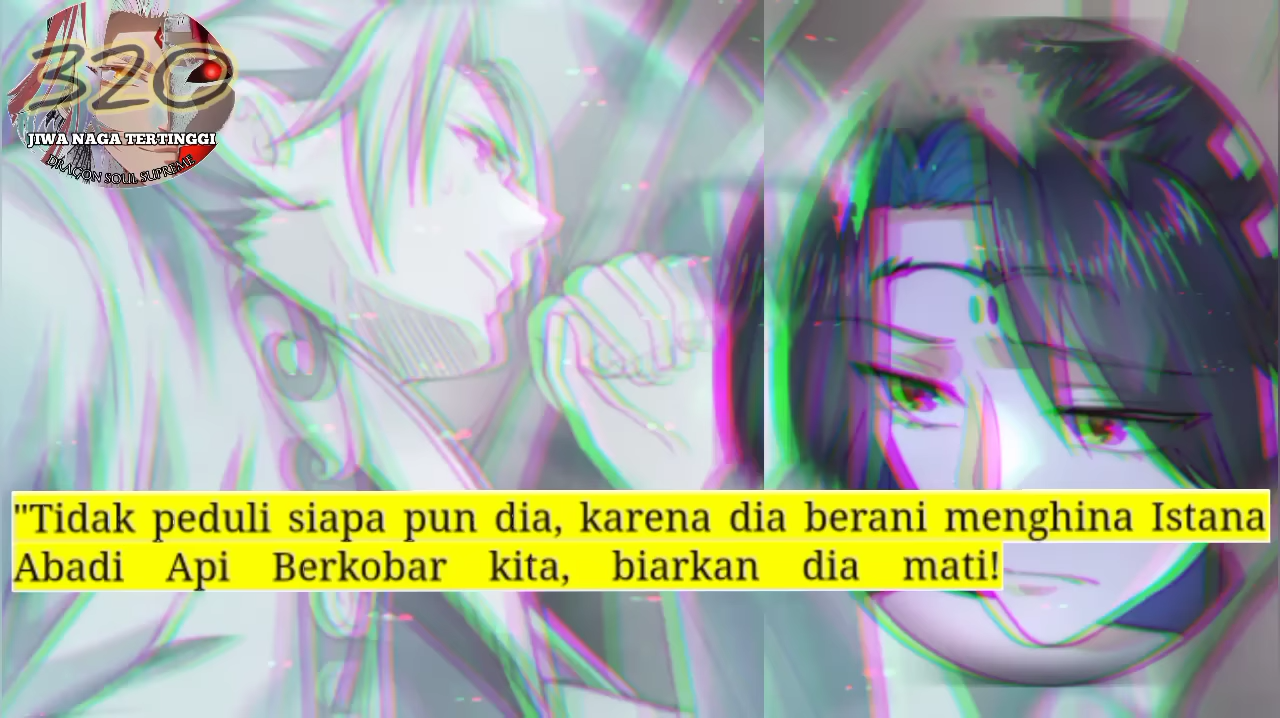 320
JIWA NAGA TERTINGGI
DRAGON SOUL SUPREME
"Tidak peduli siapa pun dia, karena dia berani menghina Istana
Abadi Api Berkobar kita, biarkan dia mati!